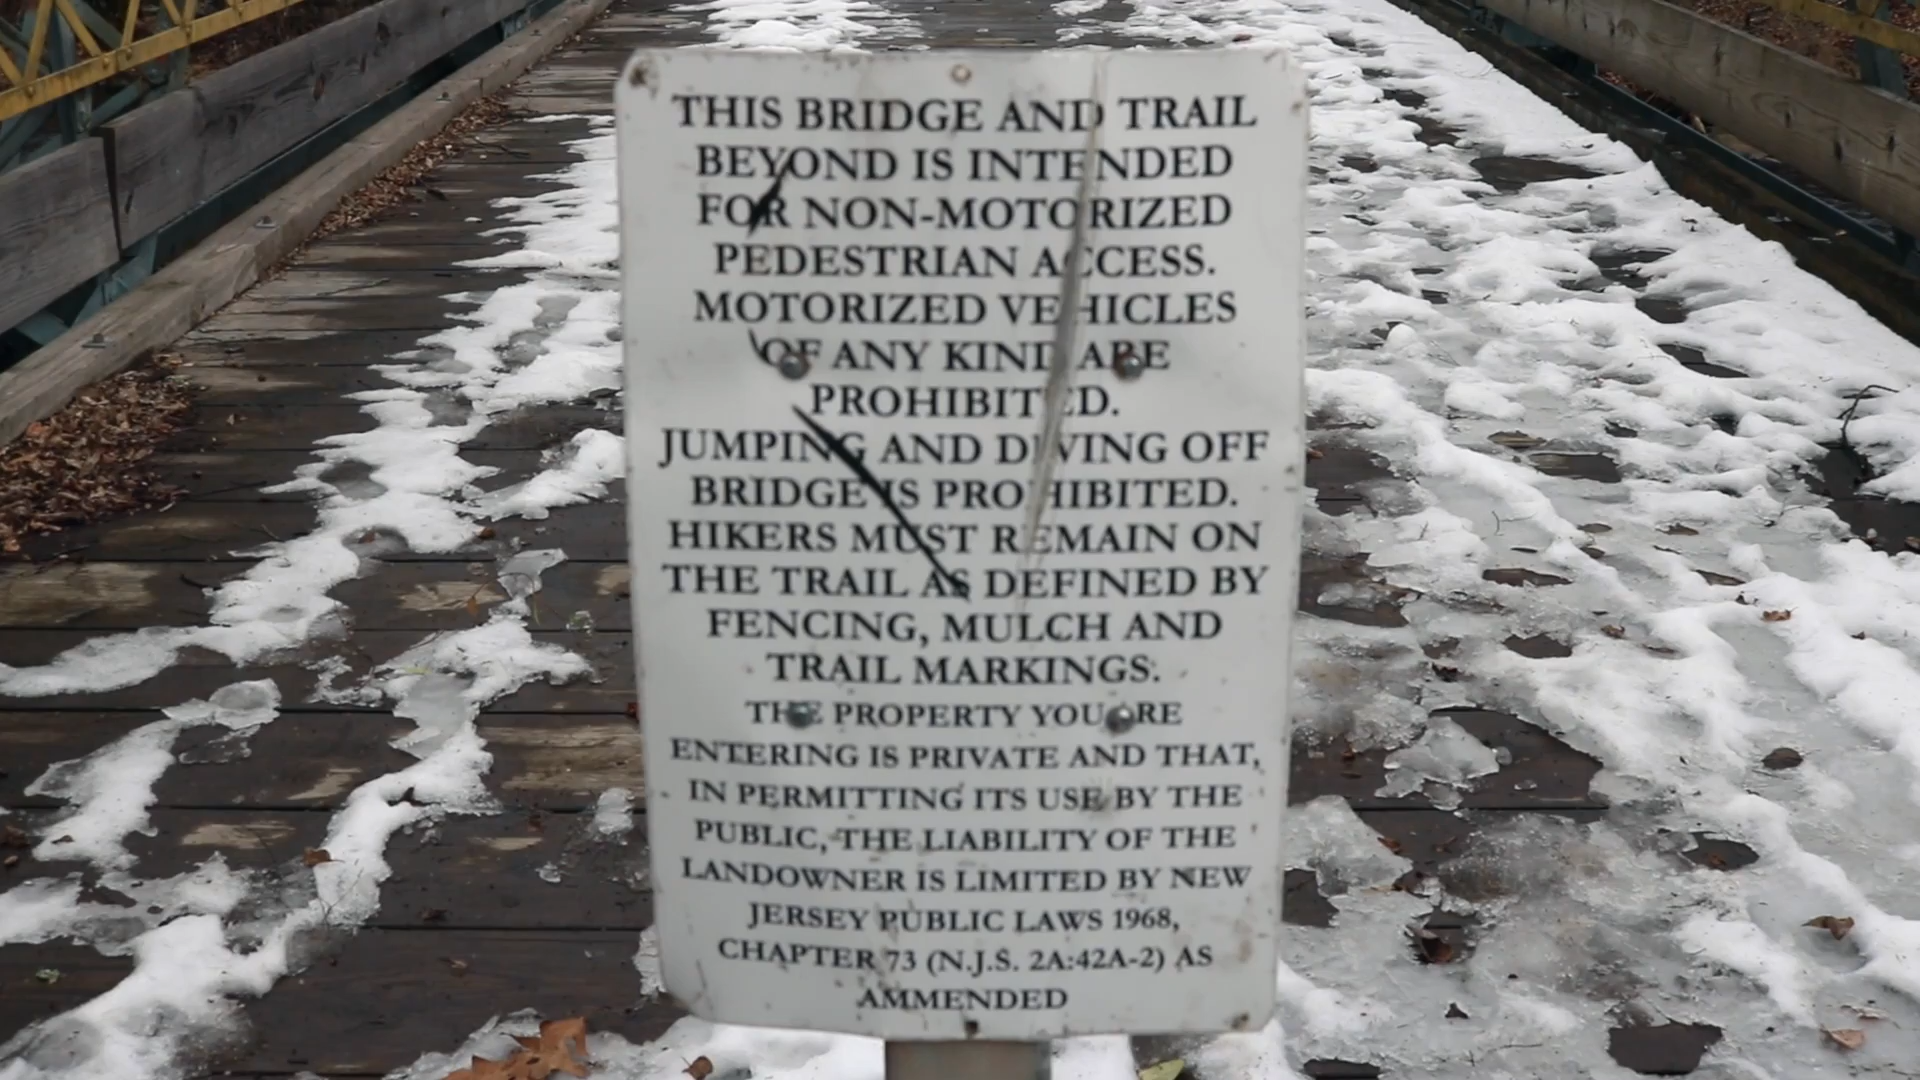 THIS BRIDGE AND TRAIL
BEYOND IS INTENDED
FOR NON-MOTORIZED
PEDESTRIAN ACCESS.
MOTORIZED VEHICLES
OF ANY KIND ARE
PROHIBITED.
JUMPING AND DIVING OFF
BRIDGE IS PROHIBITED.
HIKERS MUST REMAIN ON
THE TRAIL AS DEFINED BY
FENCING, MULCH AND
TRAIL MARKINGS.
THE PROPERTY YOU ARE
ENTERING IS PRIVATE AND THAT,
IN PERMITTING ITS USE BY THE
PUBLIC, THE LIABILITY OF THE
LANDOWNER IS LIMITED BY NEW
JERSEY PUBLIC LAWS 1968,
CHAPTER 73 (N.J.S. 2A:42A-2) AS
AMMENDED